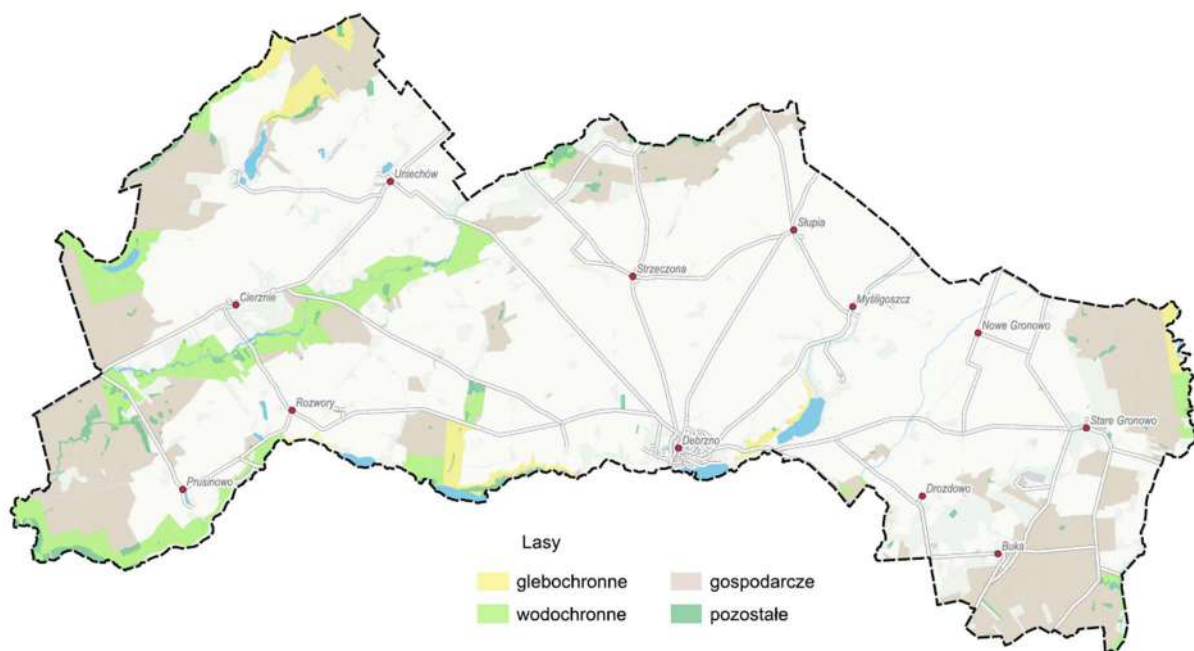 Uniechów
Słupia
Strzeczona
Cierznie
Myśligoszcz
Nowe Gronowo
Rozwory
Stare Gronowo
Debrzno
Prusinowo
Drozdowo
Buka
Lasy
glebochronne
gospodarcze
wodochronne
pozostałe